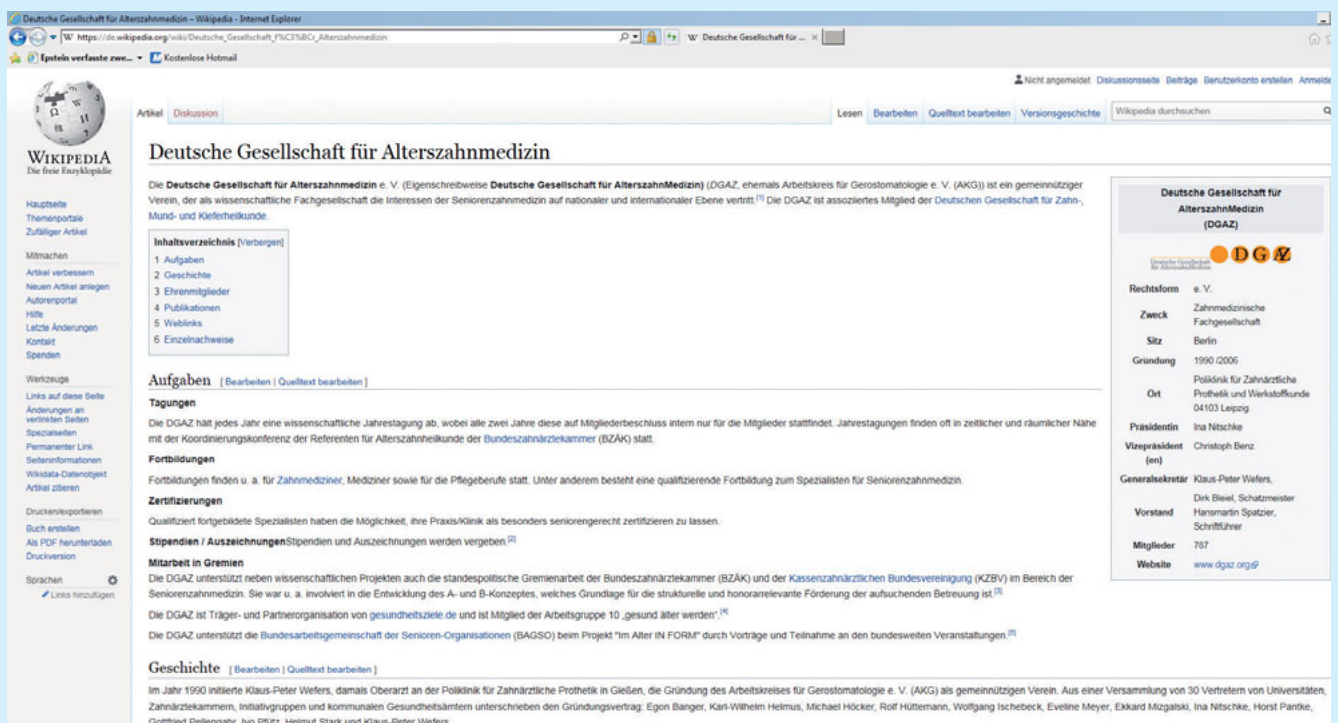 Deutsche Gesellschaft für Alterszahnmedizin – Wikipedia - Internet Explorer
https://de.wikipedia.org/wiki/Deutsche_Gesellschaft_f%C3%BCr_Alterszahnmedizin
Deutsche Gesellschaft für ...
Epstein verfasste zwe...
Kostenlose Hotmail
Nicht angemeldet Diskussionsseite Beiträge Benutzerkonto erstellen Anmelde
Artikel Diskussion
Lesen Bearbeiten Quelltext bearbeiten Versionsgeschichte
Wikipedia durchsuchen
WIKIPEDIA
Die freie Enzyklopädie
Hauptseite
Themenportale
Zufälliger Artikel
Mitmachen
Artikel verbessern
Neuen Artikel anlegen
Autorenportal
Hilfe
Letzte Änderungen
Kontakt
Spenden
Werkzeuge
Links auf diese Seite
Änderungen an
verlinkten Seiten
Spezialseiten
Permanenter Link
Seiteninformationen
Wikidata-Datenobjekt
Artikel zitieren
Drucken/exportieren
Buch erstellen
Als PDF herunterladen
Druckversion
Sprachen
Links hinzufügen
Deutsche Gesellschaft für Alterszahnmedizin
Die Deutsche Gesellschaft für Alterszahnmedizin e. V. (Eigenschreibweise Deutsche Gesellschaft für AlterszahnMedizin) (DGAZ, ehemals Arbeitskreis für Gerostomatologie e. V. (AKG)) ist ein gemeinnütziger
Verein, der als wissenschaftliche Fachgesellschaft die Interessen der Seniorenzahnmedizin auf nationaler und internationaler Ebene vertritt.[1] Die DGAZ ist assoziiertes Mitglied der Deutschen Gesellschaft für Zahn-,
Mund- und Kieferheilkunde.
Inhaltsverzeichnis [Verbergen]
1 Aufgaben
2 Geschichte
3 Ehrenmitglieder
4 Publikationen
5 Weblinks
6 Einzelnachweise
Aufgaben [ Bearbeiten | Quelltext bearbeiten ]
Tagungen
Die DGAZ hält jedes Jahr eine wissenschaftliche Jahrestagung ab, wobei alle zwei Jahre diese auf Mitgliederbeschluss intern nur für die Mitglieder stattfindet. Jahrestagungen finden oft in zeitlicher und räumlicher Nähe
mit der Koordinierungskonferenz der Referenten für Alterszahnheilkunde der Bundeszahnärztekammer (BZÄK) statt.
Fortbildungen
Fortbildungen finden u. a. für Zahnmediziner, Mediziner sowie für die Pflegeberufe statt. Unter anderem besteht eine qualifizierende Fortbildung zum Spezialisten für Seniorenzahnmedizin.
Zertifizierungen
Qualifiziert fortgebildete Spezialisten haben die Möglichkeit, ihre Praxis/Klinik als besonders seniorengerecht zertifizieren zu lassen.
Stipendien / AuszeichnungenStipendien und Auszeichnungen werden vergeben.[2]
Mitarbeit in Gremien
Die DGAZ unterstützt neben wissenschaftlichen Projekten auch die standespolitische Gremienarbeit der Bundeszahnärztekammer (BZÄK) und der Kassenzahnärztlichen Bundesvereinigung (KZBV) im Bereich der
Seniorenzahnmedizin. Sie war u. a. involviert in die Entwicklung des A- und B-Konzeptes, welches Grundlage für die strukturelle und honorarrelevante Förderung der aufsuchenden Betreuung ist.[3]
Die DGAZ ist Träger- und Partnerorganisation von gesundheitsziele.de und ist Mitglied der Arbeitsgruppe 10 „gesund älter werden“.[4]
Die DGAZ unterstützt die Bundesarbeitsgemeinschaft der Senioren-Organisationen (BAGSO) beim Projekt "Im Alter IN FORM" durch Vorträge und Teilnahme an den bundesweiten Veranstaltungen.[5]
Geschichte [ Bearbeiten | Quelltext bearbeiten ]
Im Jahr 1990 initiierte Klaus-Peter Wefers, damals Oberarzt an der Poliklinik für Zahnärztliche Prothetik in Gießen, die Gründung des Arbeitskreises für Gerostomatologie e. V. (AKG) als gemeinnützigen Verein. Aus einer Versammlung von 30 Vertretern von Universitäten,
Zahnärztekammern, Initiativgruppen und kommunalen Gesundheitsämtern unterschrieben den Gründungsvertrag: Egon Banger, Karl-Wilhelm Helmus, Michael Höcker, Rolf Hüttemann, Wolfgang Ischebeck, Eveline Meyer, Ekkard Mizgalski, Ina Nitschke, Horst Pantke,
Gottfried Pellengahr, Ivo Pfütz, Helmut Stark und Klaus-Peter Wefers.
Deutsche Gesellschaft für
AlterszahnMedizin
(DGAZ)
Deutsche Gesellschaft
für AlterszahnMedizin
DGAZ
Rechtsform e. V.
Zweck Zahnmedizinische
Fachgesellschaft
Sitz Berlin
Gründung 1990 /2006
Ort Poliklinik für Zahnärztliche
Prothetik und Werkstoffkunde
04103 Leipzig
Präsidentin Ina Nitschke
Vizepräsident Christoph Benz
(en)
Generalsekretär Klaus-Peter Wefers,
Vorstand Dirk Bleiel, Schatzmeister
Hansmartin Spatzier,
Schriftführer
Mitglieder 787
Website www.dgaz.org